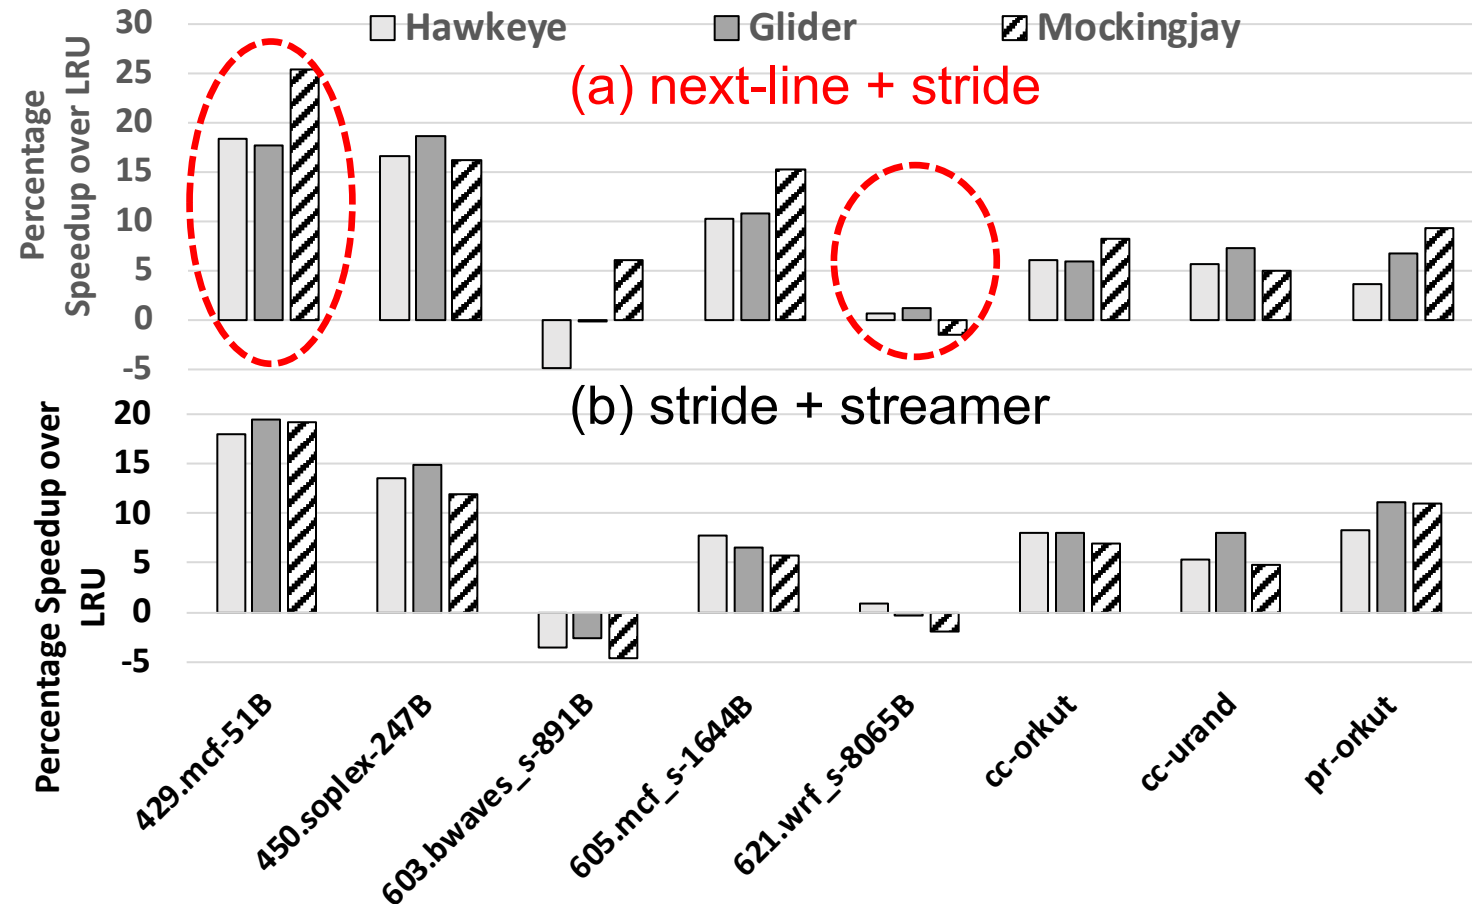 Hawkeye Glider Mockingjay
(a) next-line + stride
Percentage
Speedup over LRU
30
25
20
15
10
5
0
-5
(b) stride + streamer
Percentage Speedup over
LRU
20
15
10
5
0
-5
429.mcf-51B
450.soplex-247B
603.bwaves_s-891B
605.mcf_s-1644B
621.wrf_s-8065B
cc-orkut
cc-urand
pr-orkut